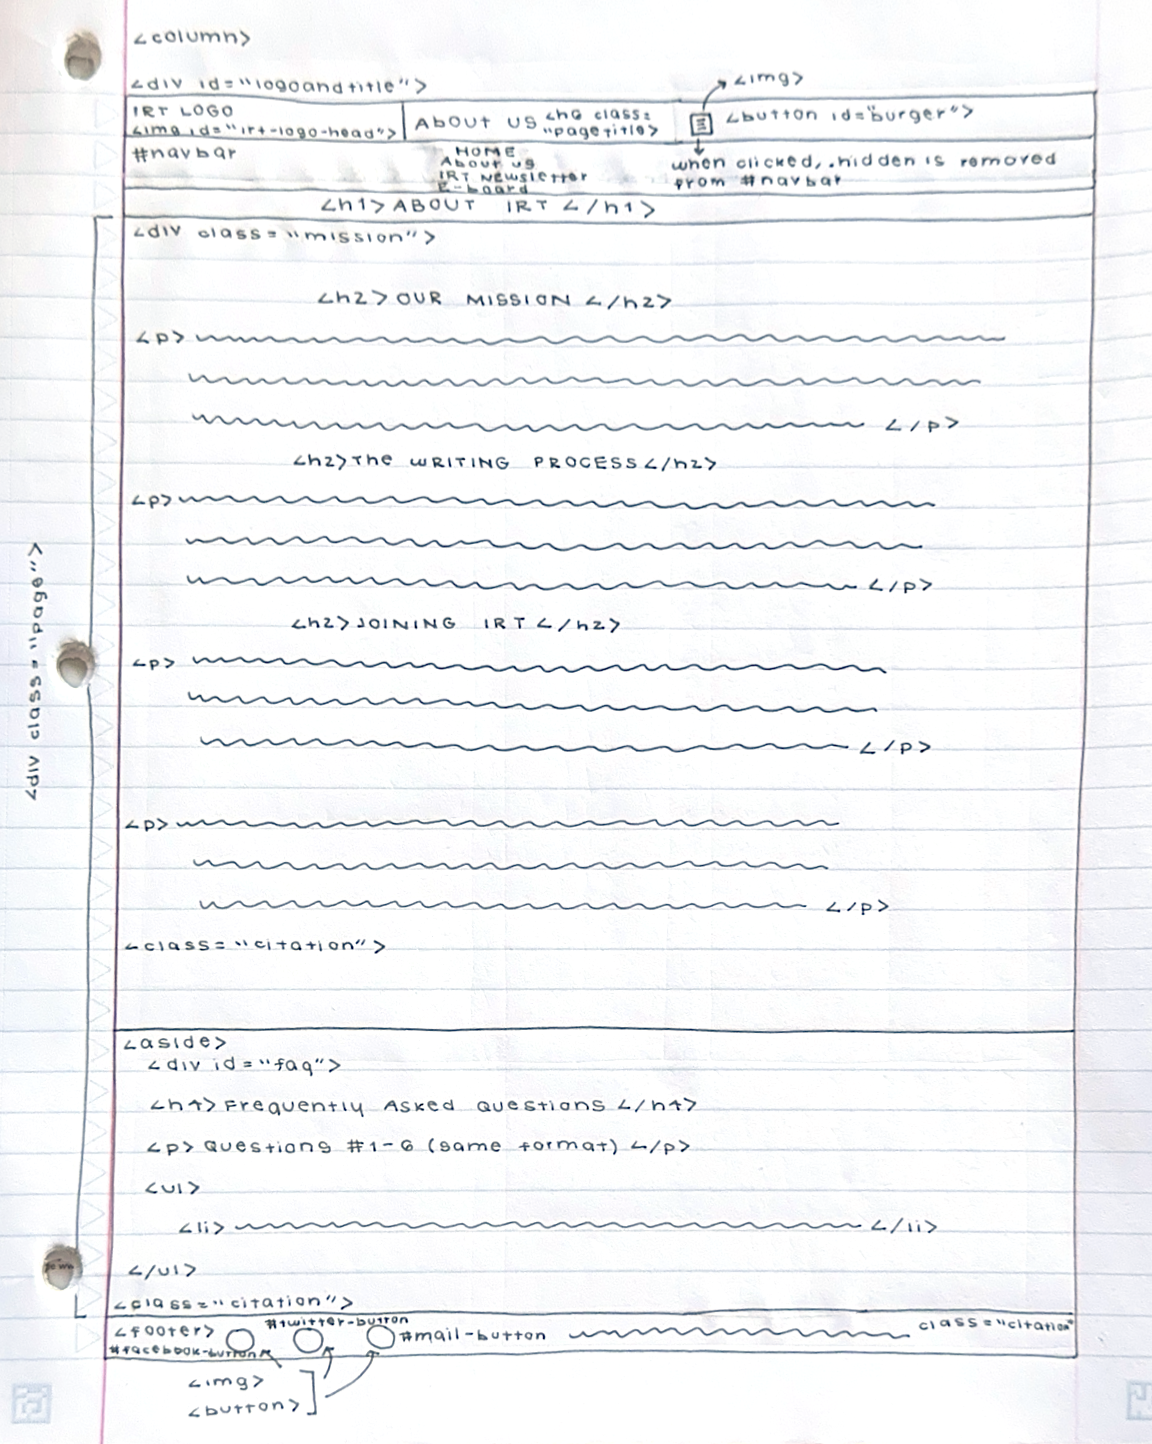 <column>
<div id="logoandtitle">
<img>
IRT LOGO
<img id="irt-logo-head">
About us <h6 class=
"pagetitle>
<button id="burger">
#navbar
HOME
About us
IRT Newsletter
E-board
when clicked, .hidden is removed
from #navbar
<h1> ABOUT IRT </h1>
<div class="page">
<div class="mission">
<h2> OUR MISSION </h2>
<p>
</p>
<h2> The WRITING PROCESS </h2>
<p>
</p>
<h2> JOINING IRT </h2>
<p>
</p>
<p>
</p>
<class="citation">
<aside>
<div id="faq">
<h4> Frequently Asked Questions </h4>
<p> Questions #1-6 (same format) </p>
<ul>
<li> </li>
</ul>
<class="citation">
<footer>
#facebook-button
#twitter-button
#mail-button
class="citation"
<img>
<button>